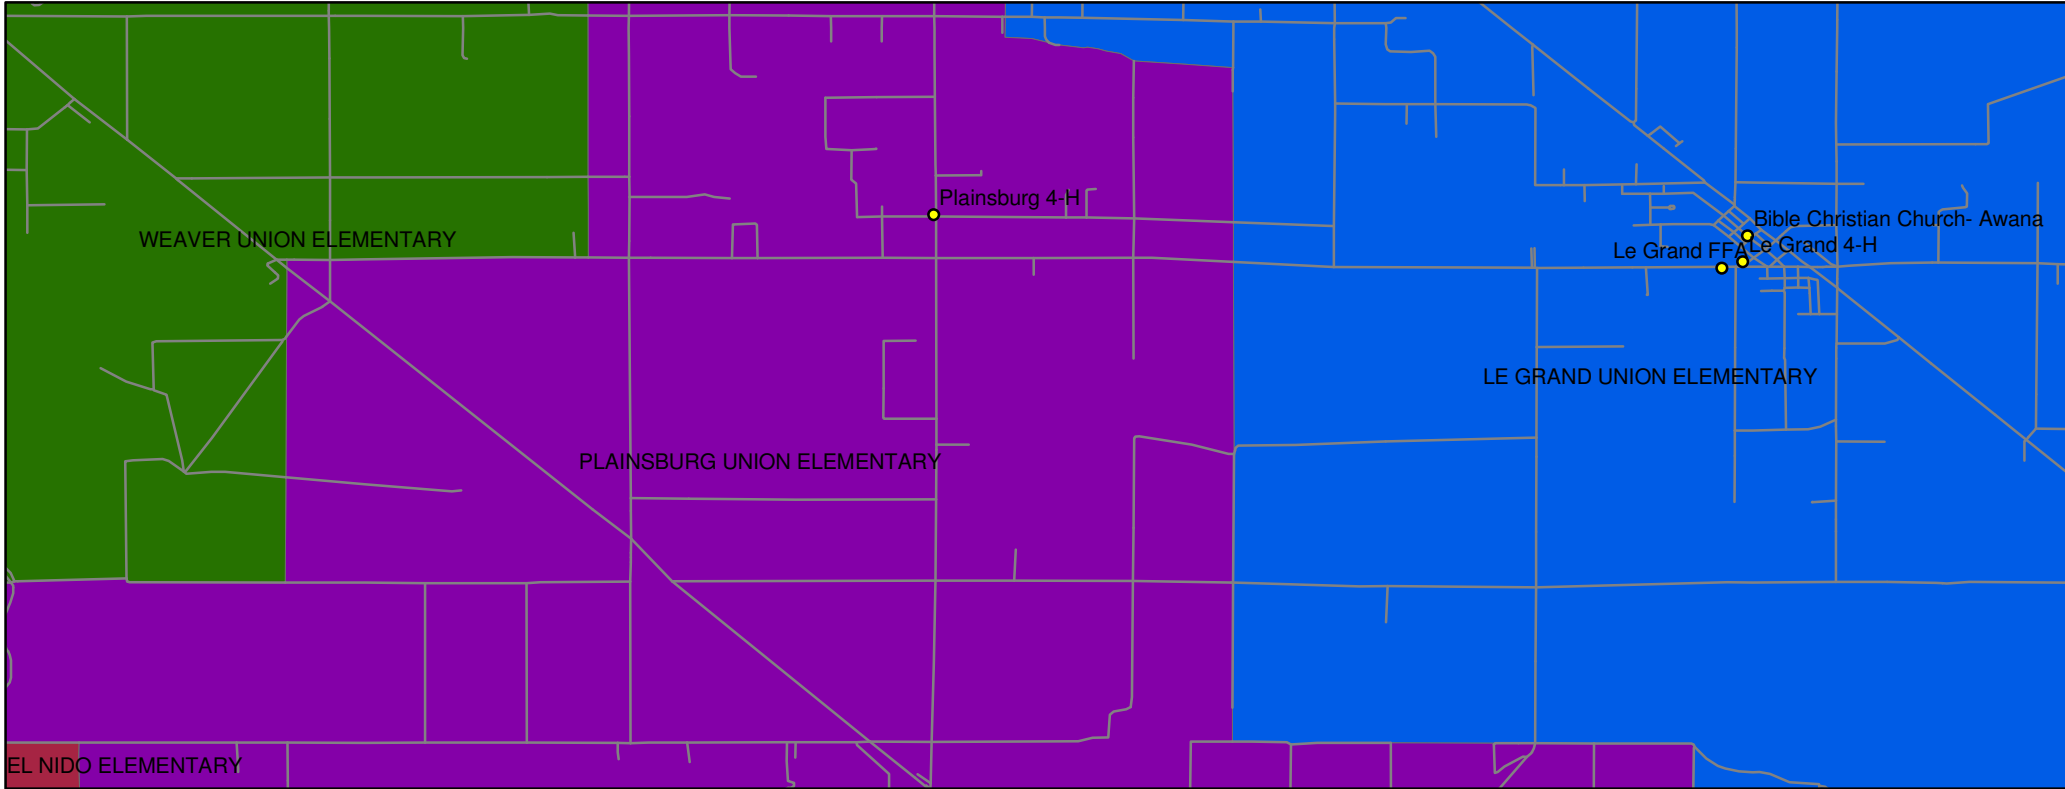 Plainsburg 4-H
Bible Christian Church- Awana
WEAVER UNION ELEMENTARY
Le Grand FFA
Le Grand 4-H
LE GRAND UNION ELEMENTARY
PLAINSBURG UNION ELEMENTARY
EL NIDO ELEMENTARY